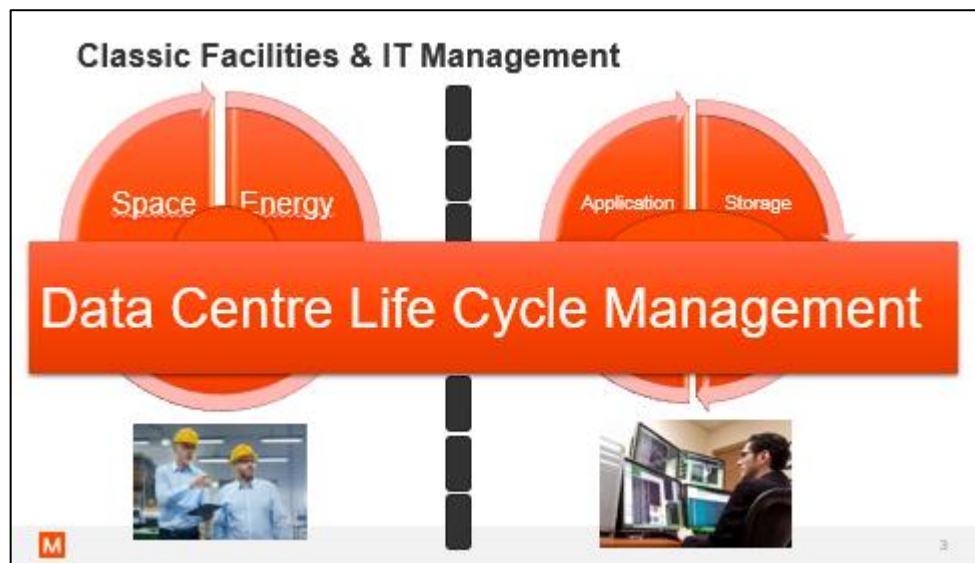 Classic Facilities & IT Management
Space Energy
Application Storage
Data Centre Life Cycle Management
M
3